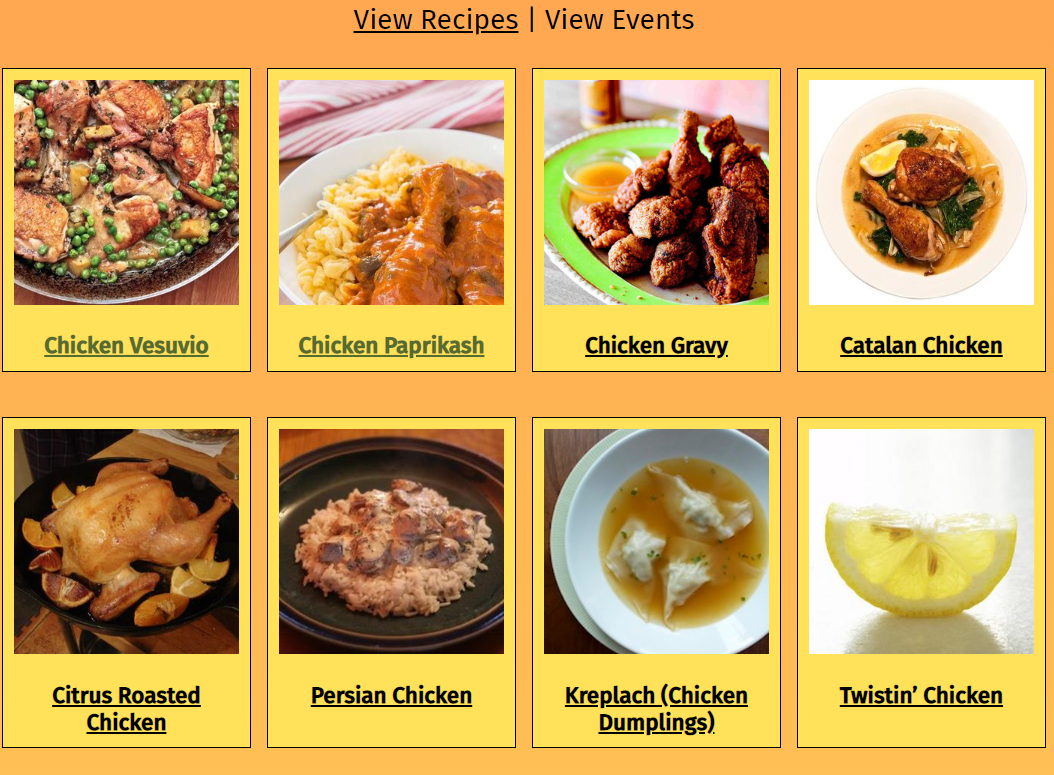 View Recipes | View Events
Chicken Vesuvio
Chicken Paprikash
Chicken Gravy
Catalan Chicken
Citrus Roasted
Chicken
Persian Chicken
Kreplach (Chicken
Dumplings)
Twistin’ Chicken